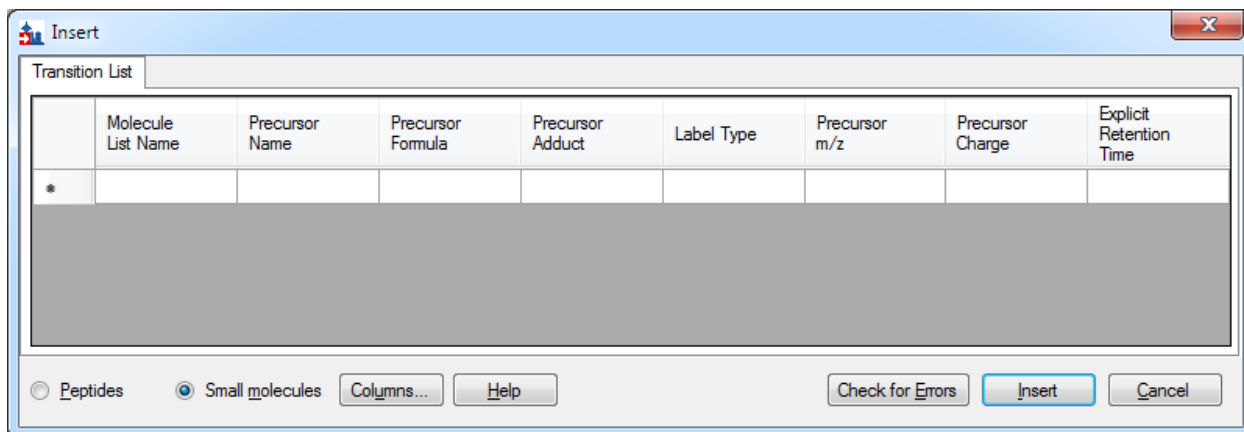 Insert
Transition List
Molecule List Name
Precursor Name
Precursor Formula
Precursor Adduct
Label Type
Precursor m/z
Precursor Charge
Explicit Retention Time
*
Peptides
Small molecules
Columns...
Help
Check for Errors
Insert
Cancel